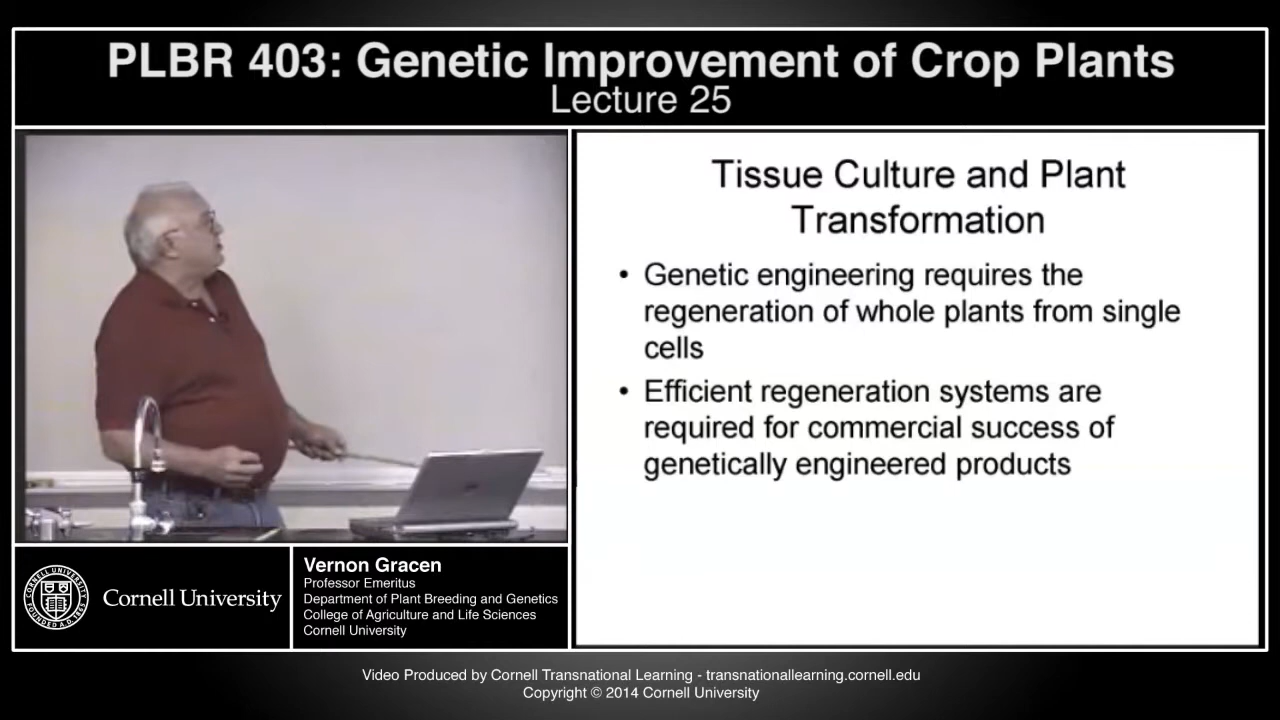 PLBR 403: Genetic Improvement of Crop Plants
Lecture 25
Tissue Culture and Plant
Transformation
• Genetic engineering requires the
regeneration of whole plants from single
cells
• Efficient regeneration systems are
required for commercial success of
genetically engineered products
Cornell University
Vernon Gracen
Professor Emeritus
Department of Plant Breeding and Genetics
College of Agriculture and Life Sciences
Cornell University
Video Produced by Cornell Transnational Learning - transnationallearning.cornell.edu
Copyright © 2014 Cornell University